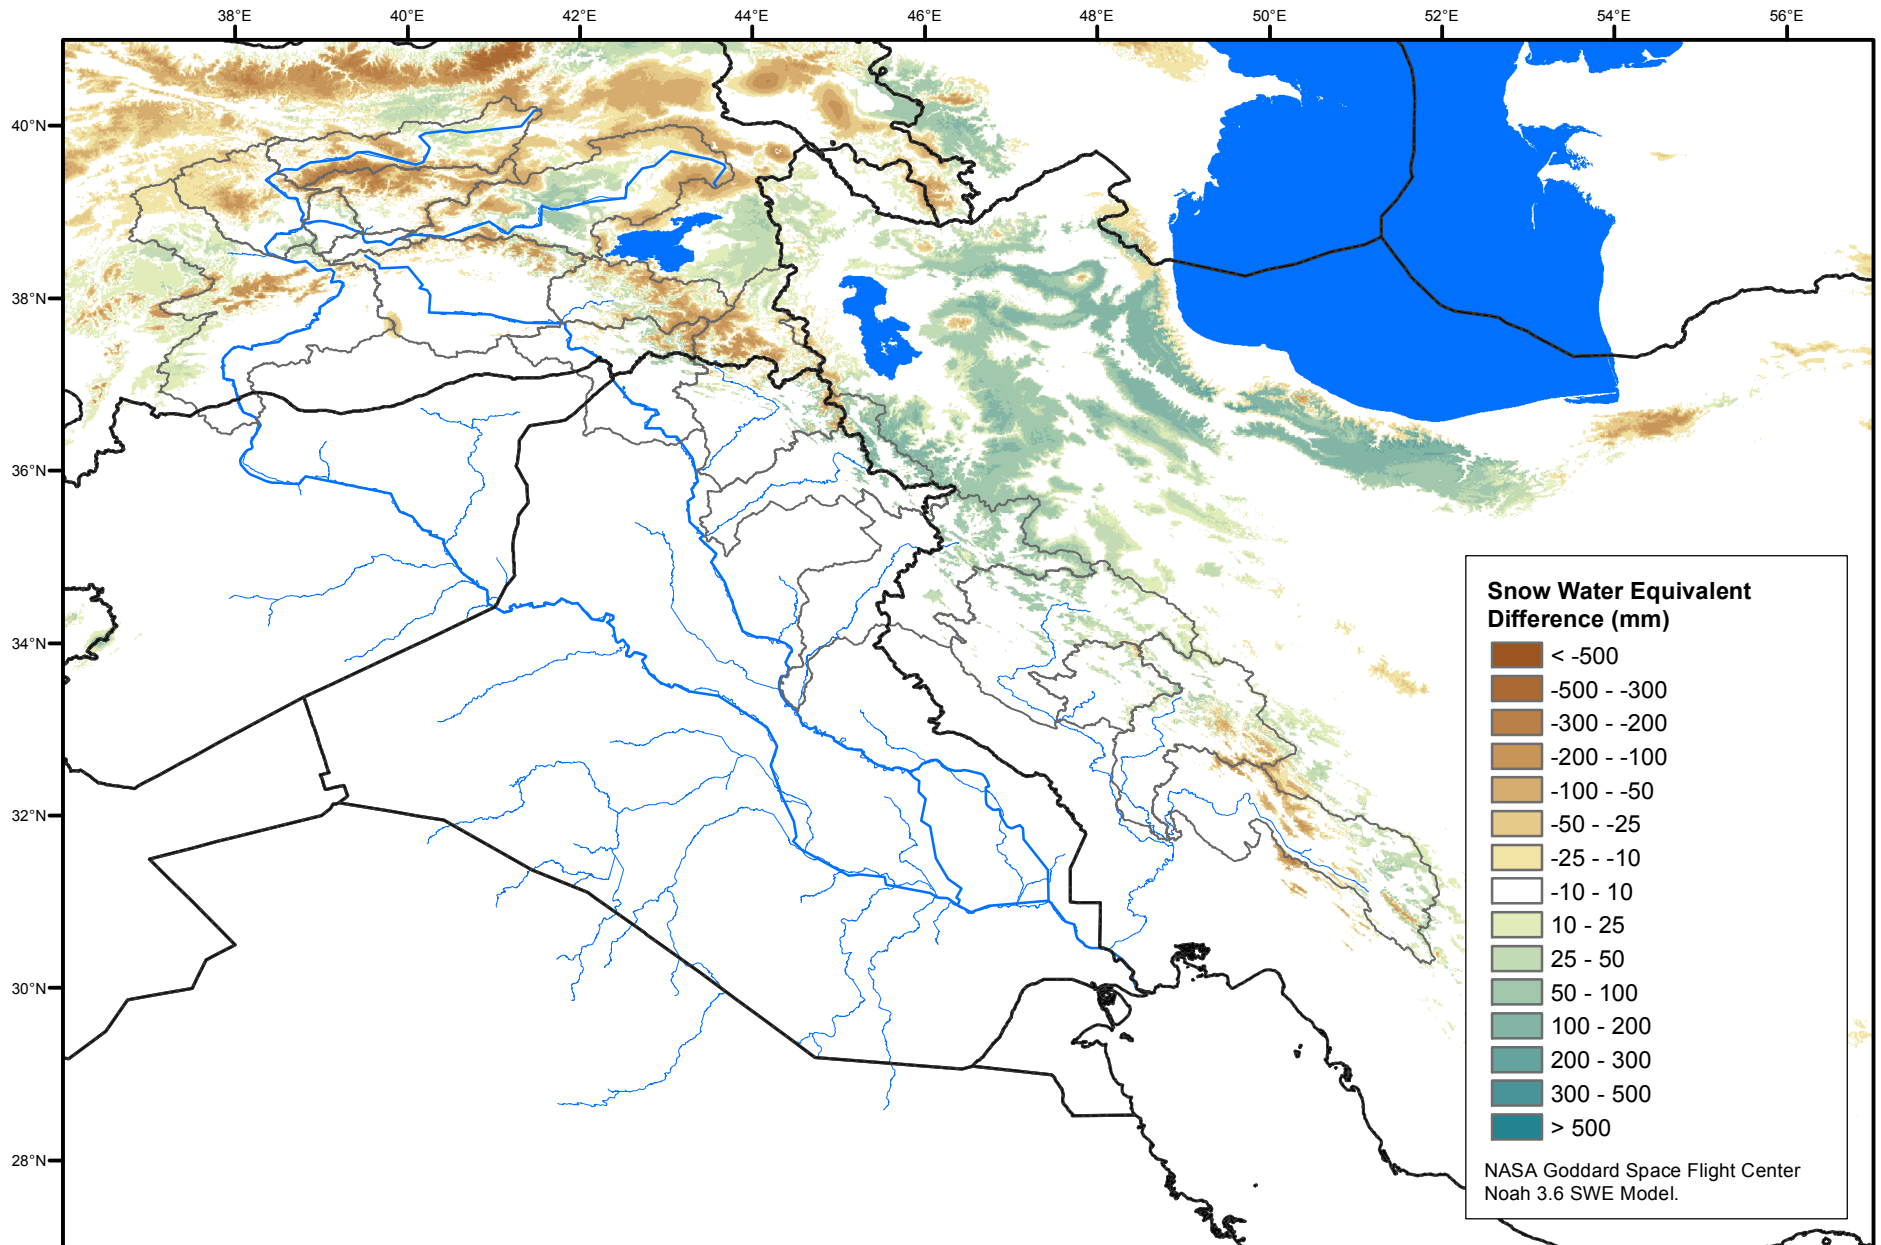 38°E 40°E 42°E 44°E 46°E 48°E 50°E 52°E 54°E 56°E
40°N
38°N
36°N
34°N
32°N
30°N
28°N
Snow Water Equivalent
Difference (mm)
< -500
-500 - -300
-300 - -200
-200 - -100
-100 - -50
-50 - -25
-25 - -10
-10 - 10
10 - 25
25 - 50
50 - 100
100 - 200
200 - 300
300 - 500
> 500
NASA Goddard Space Flight Center
Noah 3.6 SWE Model.